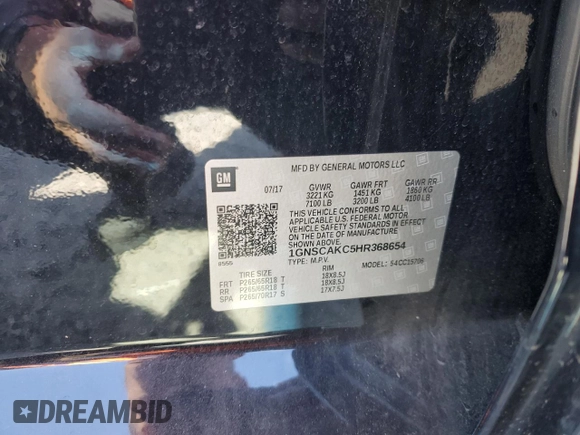 MFD BY GENERAL MOTORS LLC
GM
07/17 GVWR GAWR FRT GAWR RR
3221 KG 1451 KG 1860 KG
7100 LB 3200 LB 4100 LB
THIS VEHICLE CONFORMS TO ALL
APPLICABLE U.S. FEDERAL MOTOR
VEHICLE SAFETY STANDARDS IN EFFECT
ON THE DATE OF MANUFACTURE
SHOWN ABOVE.
1GNSCAKC5HR368654
TYPE: M.P.V. MODEL: 54CC15706
TIRE SIZE RIM
FRT P265/65R18 T 18X8.5J
RR P265/65R18 T 18X8.5J
SPA P265/70R17 S 17X7.5J
DREAMBID